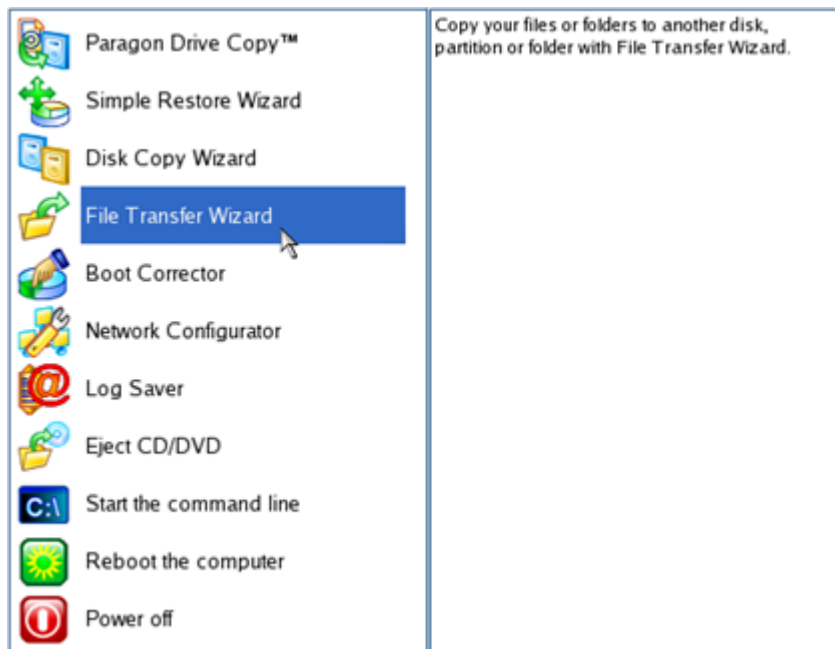 Paragon Drive Copy™
Simple Restore Wizard
Disk Copy Wizard
File Transfer Wizard
Boot Corrector
Network Configurator
Log Saver
Eject CD/DVD
C:\
Start the command line
Reboot the computer
Power off
Copy your files or folders to another disk,
partition or folder with File Transfer Wizard.